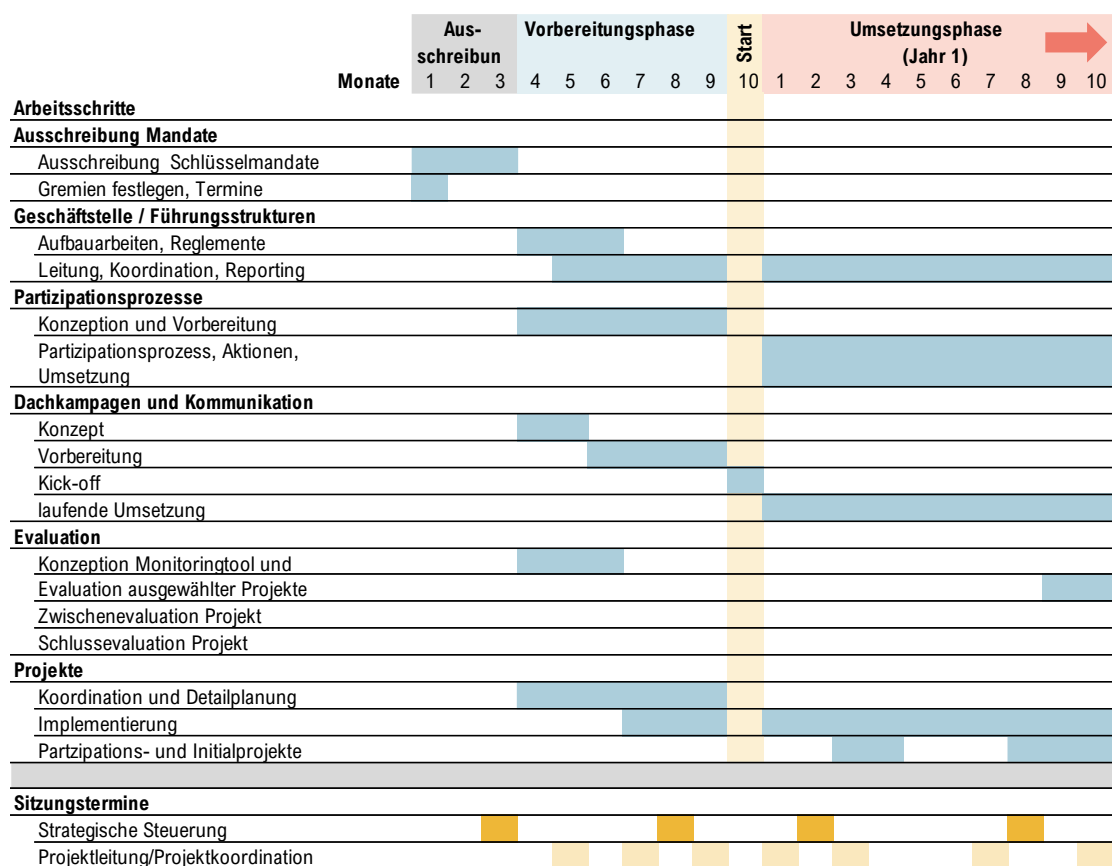 Aus-
schreibun
Vorbereitungsphase
Start
Umsetzungsphase
(Jahr 1)
Monate 1 2 3 4 5 6 7 8 9 10 1 2 3 4 5 6 7 8 9 10
Arbeitsschritte
Ausschreibung Mandate
Ausschreibung Schlüsselmandate
Gremien festlegen, Termine
Geschäftstelle / Führungsstrukturen
Aufbauarbeiten, Reglemente
Leitung, Koordination, Reporting
Partizipationsprozesse
Konzeption und Vorbereitung
Partizipationsprozess, Aktionen,
Umsetzung
Dachkampagen und Kommunikation
Konzept
Vorbereitung
Kick-off
laufende Umsetzung
Evaluation
Konzeption Monitoringtool und
Evaluation ausgewählter Projekte
Zwischenevaluation Projekt
Schlussevaluation Projekt
Projekte
Koordination und Detailplanung
Implementierung
Partzipations- und Initialprojekte
Sitzungstermine
Strategische Steuerung
Projektleitung/Projektkoordination